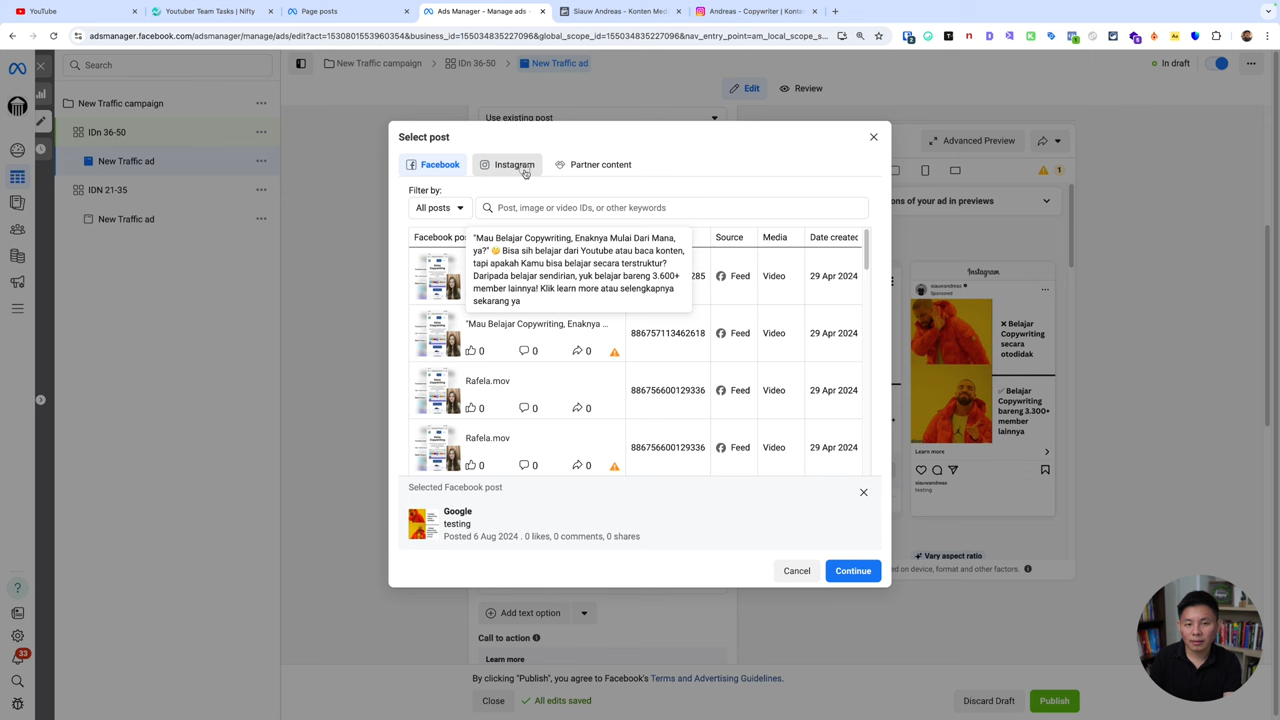 YouTube
Youtuber Team Tasks | Nifty
Page posts
Ads Manager - Manage ads -
Siauw Andreas - Konten Med
Andreas - Copywriter | Kont
adsmanager.facebook.com/adsmanager/manage/ads/edit?act=1530801553960354&business_id=155034835227096&global_scope_id=155034835227096&nav_entry_point=am_local_scope_s...
Search
New Traffic campaign
IDn 36-50
New Traffic ad
In draft
New Traffic campaign
IDn 36-50
New Traffic ad
IDN 21-35
New Traffic ad
Edit
Review
Use existing post
Select post
Facebook
Instagram
Partner content
Filter by:
All posts
Post, image or video IDs, or other keywords
Facebook po
Source
Media
Date created
"Mau Belajar Copywriting, Enaknya Mulai Dari Mana,
ya?" 🤔 Bisa sih belajar dari Youtube atau baca konten,
tapi apakah Kamu bisa belajar secara terstruktur?
Daripada belajar sendirian, yuk belajar bareng 3.600+
member lainnya! Klik learn more atau selengkapnya
sekarang ya
285
Feed
Video
29 Apr 2024
"Mau Belajar Copywriting, Enaknya ...
0
0
0
886757113462618
Feed
Video
29 Apr 2024
Rafela.mov
0
0
0
886756600129336
Feed
Video
29 Apr 2024
Rafela.mov
0
0
0
886756600129336
Feed
Video
29 Apr 2024
Selected Facebook post
Google
testing
Posted 6 Aug 2024 . 0 likes, 0 comments, 0 shares
Cancel
Continue
Advanced Preview
1
ons of your ad in previews
Instagram
siauwandreas
Sponsored
❌ Belajar
Copywriting
secara
otodidak
✅ Belajar
Copywriting
bareng 3.300+
member
lainnya
Learn more
siauwandreas
testing
Vary aspect ratio
ed on device, format and other factors.
Add text option
Call to action
Learn more
By clicking "Publish", you agree to Facebook's Terms and Advertising Guidelines.
Close
All edits saved
Discard Draft
Publish
33